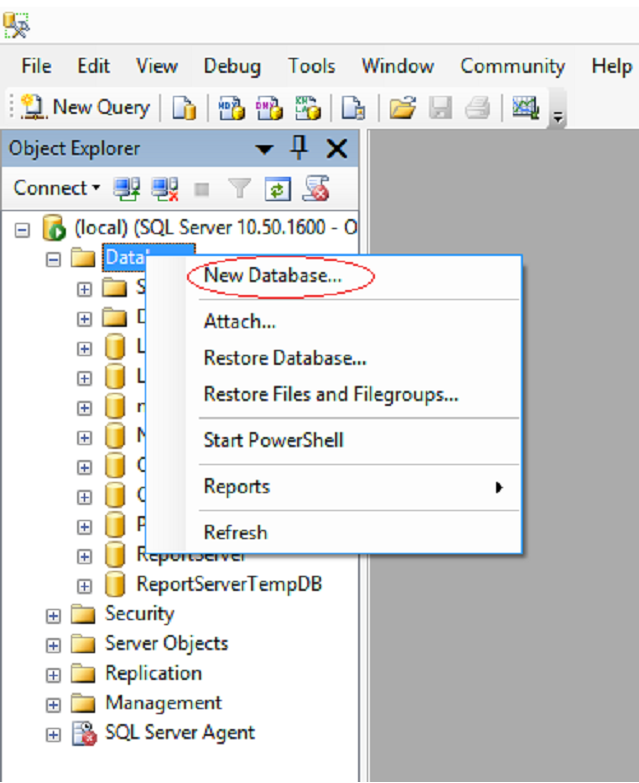 File Edit View Debug Tools Window Community Help
New Query
Object Explorer
Connect
(local) (SQL Server 10.50.1600 - O
New Database...
Attach...
Restore Database...
Restore Files and Filegroups...
Start PowerShell
Reports
Refresh
ReportServer
ReportServerTempDB
Security
Server Objects
Replication
Management
SQL Server Agent